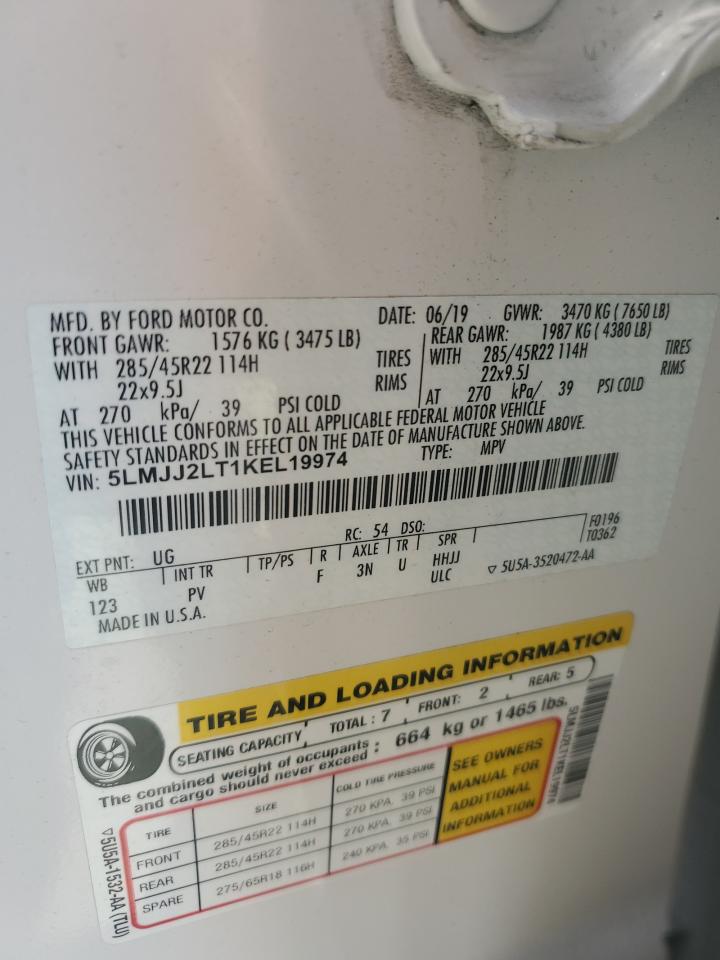 MFD. BY FORD MOTOR CO. DATE: 06/19 GVWR: 3470 KG ( 7650 LB)
FRONT GAWR: 1576 KG ( 3475 LB) REAR GAWR: 1987 KG ( 4380 LB)
WITH 285/45R22 114H TIRES WITH 285/45R22 114H TIRES
22x9.5J RIMS 22x9.5J RIMS
AT 270 kPa/ 39 PSI COLD AT 270 kPa/ 39 PSI COLD
THIS VEHICLE CONFORMS TO ALL APPLICABLE FEDERAL MOTOR VEHICLE
SAFETY STANDARDS IN EFFECT ON THE DATE OF MANUFACTURE SHOWN ABOVE.
VIN: 5LMJJ2LT1KEL19974 TYPE: MPV
EXT PNT: UG RC: 54 DSO: F0196
WB INT TR TP/PS R AXLE TR SPR T0362
123 PV F 3N U HHJJ
ULC ▽ 5U5A-3520472-AA
MADE IN U.S.A.
TIRE AND LOADING INFORMATION
SEATING CAPACITY TOTAL : 7 FRONT: 2 REAR: 5
The combined weight of occupants
and cargo should never exceed : 664 kg or 1465 lbs.
TIRE SIZE COLD TIRE PRESSURE
FRONT 285/45R22 114H 270 KPA, 39 PSI
REAR 285/45R22 114H 270 KPA, 39 PSI
SPARE 275/65R18 116H 240 KPA, 35 PSI
SEE OWNERS
MANUAL FOR
ADDITIONAL
INFORMATION
5LMJJ2LT1KEL19974
▽5U5A-1532-AA (TLU)